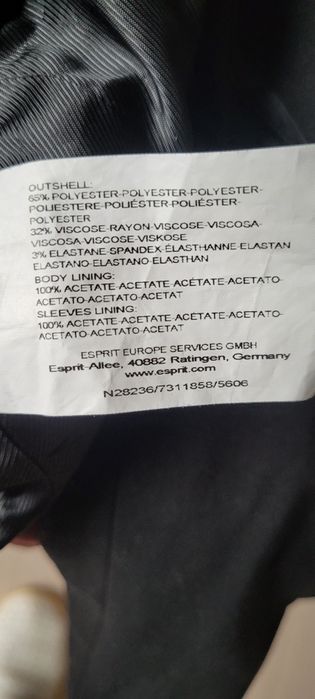 OUTSHELL:
65% POLYESTER-POLYESTER-POLYESTER-
POLIESTERE-POLIÉSTER-POLIÉSTER-
POLYESTER
32% VISCOSE-RAYON-VISCOSE-VISCOSA-
VISCOSA-VISCOSE-VISKOSE
3% ELASTANE-SPANDEX-ÉLASTHANNE-ELASTAN
ELASTANO-ELASTANO-ELASTHAN
BODY LINING:
100% ACETATE-ACETATE-ACÉTATE-ACETATO-
ACETATO-ACETATO-ACETAT
SLEEVES LINING:
100% ACETATE-ACETATE-ACÉTATE-ACETATO-
ACETATO-ACETATO-ACETAT
ESPRIT EUROPE SERVICES GMBH
Esprit-Allee, 40882 Ratingen, Germany
www.esprit.com
N28236/7311858/5606